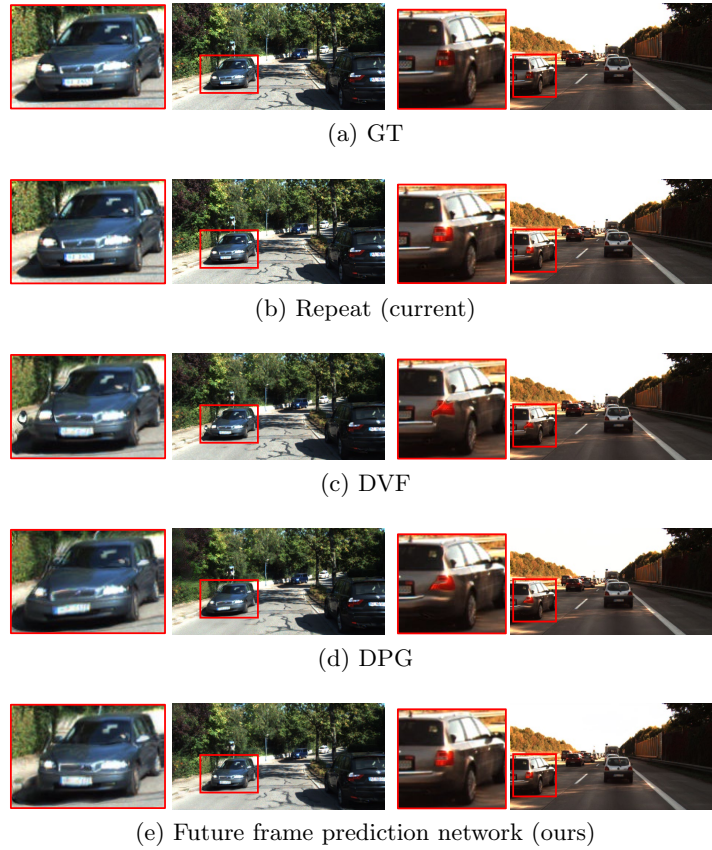 (a) GT
(b) Repeat (current)
(c) DVF
(d) DPG
(e) Future frame prediction network (ours)